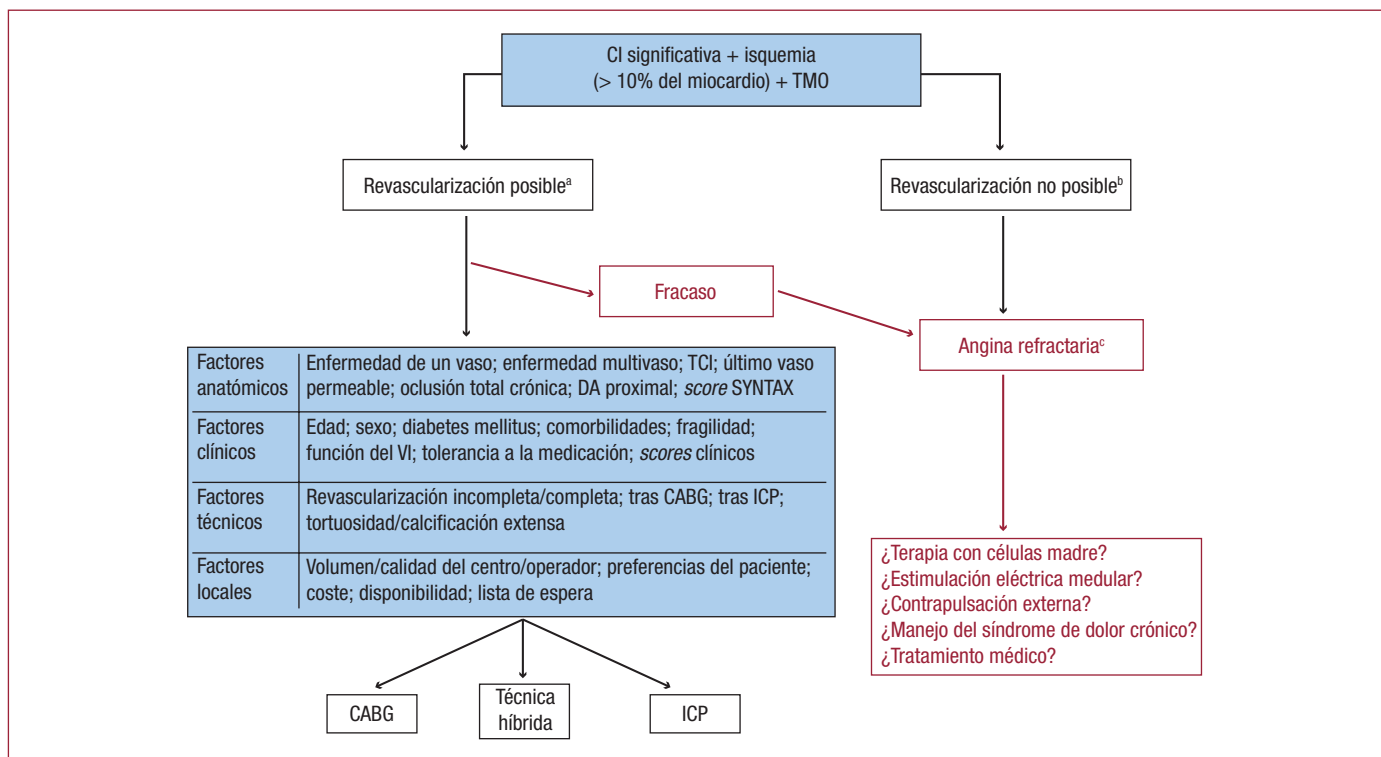 CI significativa + isquemia
(> 10% del miocardio) + TMO
Revascularización posibleᵃ
Revascularización no posibleᵇ
Fracaso
Angina refractariaᶜ
Factores anatómicos
Enfermedad de un vaso; enfermedad multivaso; TCI; último vaso
permeable; oclusión total crónica; DA proximal; score SYNTAX
Factores clínicos
Edad; sexo; diabetes mellitus; comorbilidades; fragilidad;
función del VI; tolerancia a la medicación; scores clínicos
Factores técnicos
Revascularización incompleta/completa; tras CABG; tras ICP;
tortuosidad/calcificación extensa
Factores locales
Volumen/calidad del centro/operador; preferencias del paciente;
coste; disponibilidad; lista de espera
¿Terapia con células madre?
¿Estimulación eléctrica medular?
¿Contrapulsación externa?
¿Manejo del síndrome de dolor crónico?
¿Tratamiento médico?
CABG
Técnica
híbrida
ICP